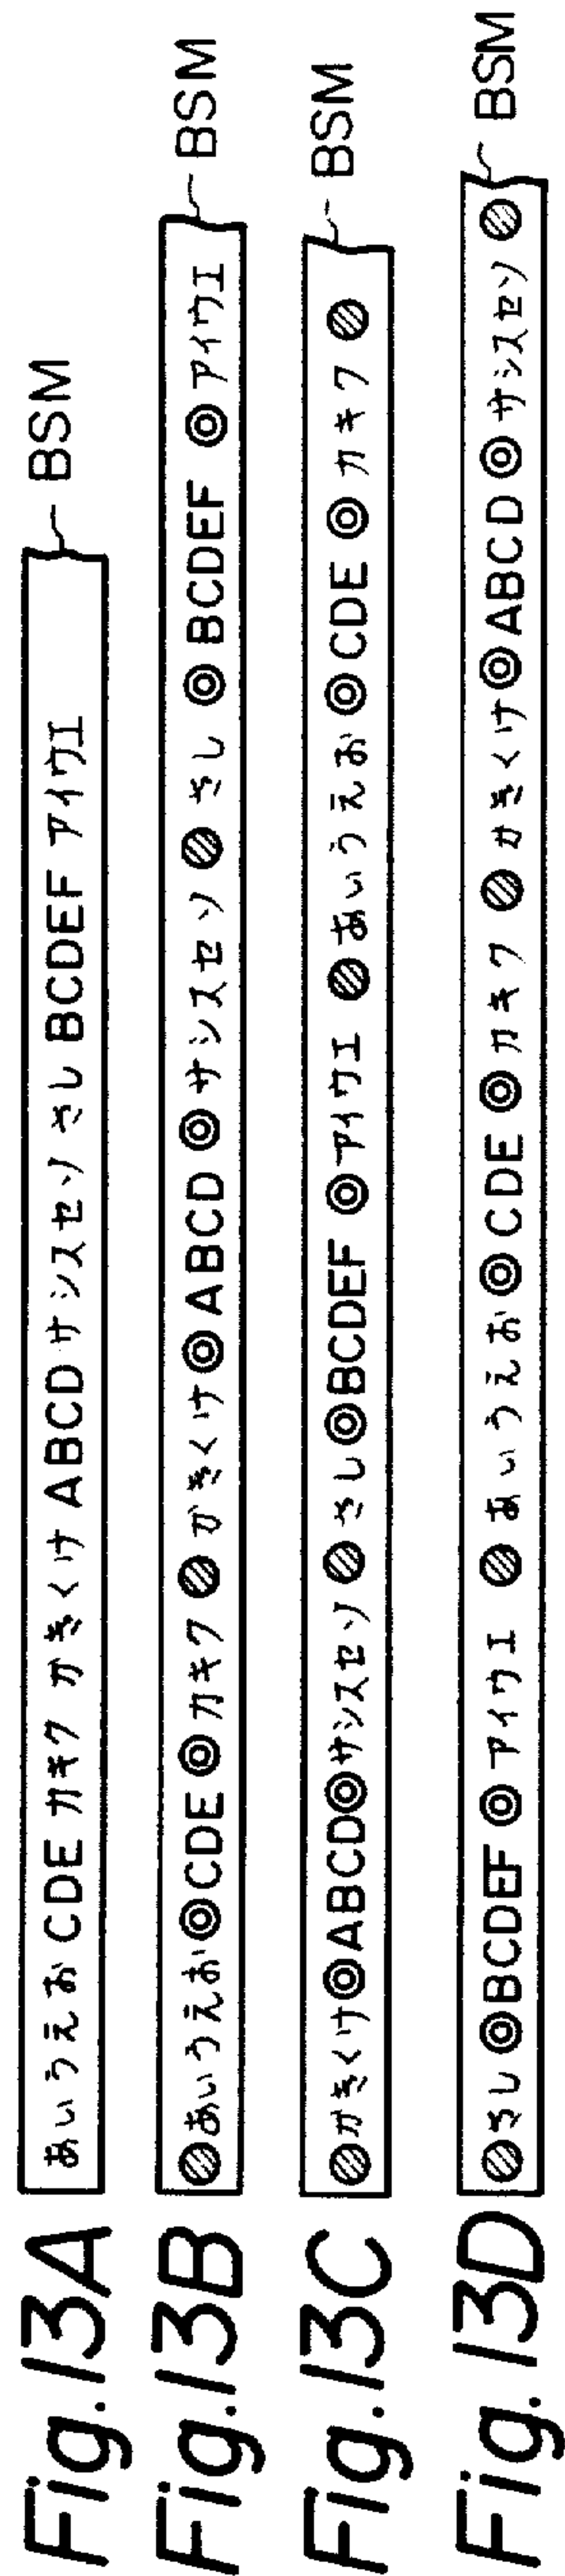 Fig.13A あいうえお CDE カキク かきくけ ABCD サシスセソ さし BCDEF アイウエ BSM
Fig.13B ◍あいうえお◎CDE◎カキク◍かきくけ◎ABCD◎サシスセソ◍さし◎BCDEF◎アイウエ BSM
Fig.13C ◍かきくけ◎ABCD◎サシスセソ◍さし◎BCDEF◎アイウエ◍あいうえお◎CDE◎カキク◍ BSM
Fig.13D ◍さし◎BCDEF◎アイウエ◍あいうえお◎CDE◎カキク◍かきくけ◎ABCD◎サシスセソ◍ BSM